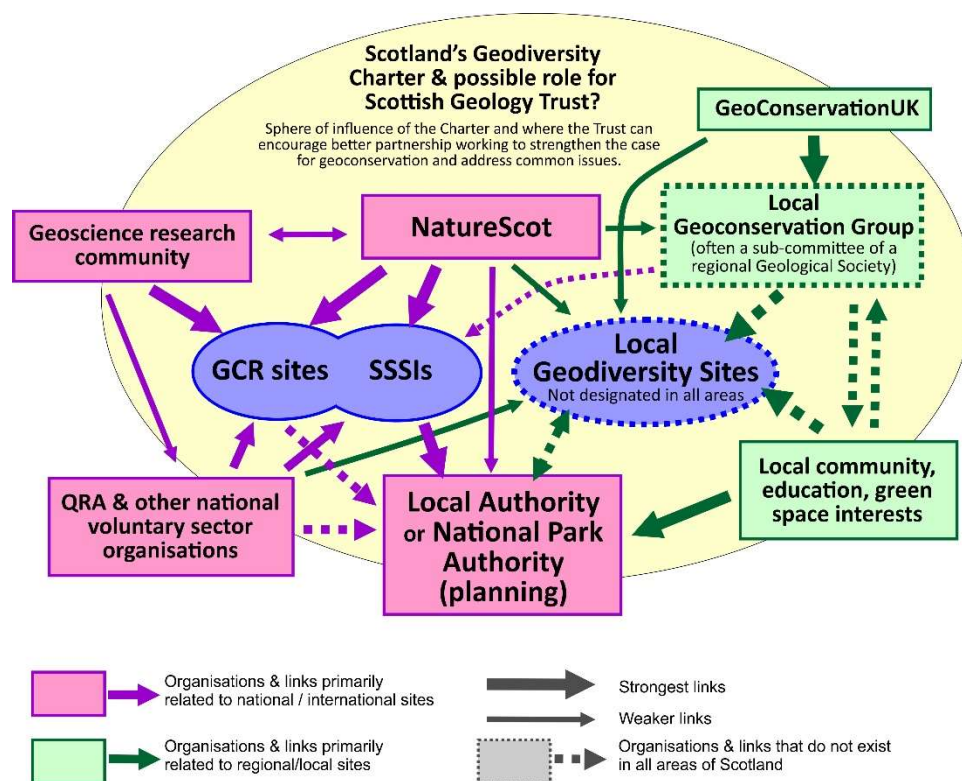 Scotland's Geodiversity
Charter & possible role for
Scottish Geology Trust?
Sphere of influence of the Charter and where the Trust can
encourage better partnership working to strengthen the case
for geoconservation and address common issues.
GeoConservationUK
Local
Geoconservation Group
(often a sub-committee of a
regional Geological Society)
Geoscience research
community
NatureScot
GCR sites
SSSIs
Local
Geodiversity Sites
Not designated in all areas
QRA & other national
voluntary sector
organisations
Local Authority
or National Park
Authority
(planning)
Local community,
education, green
space interests
Organisations & links primarily
related to national / international sites
Organisations & links primarily
related to regional/local sites
Strongest links
Weaker links
Organisations & links that do not exist
in all areas of Scotland